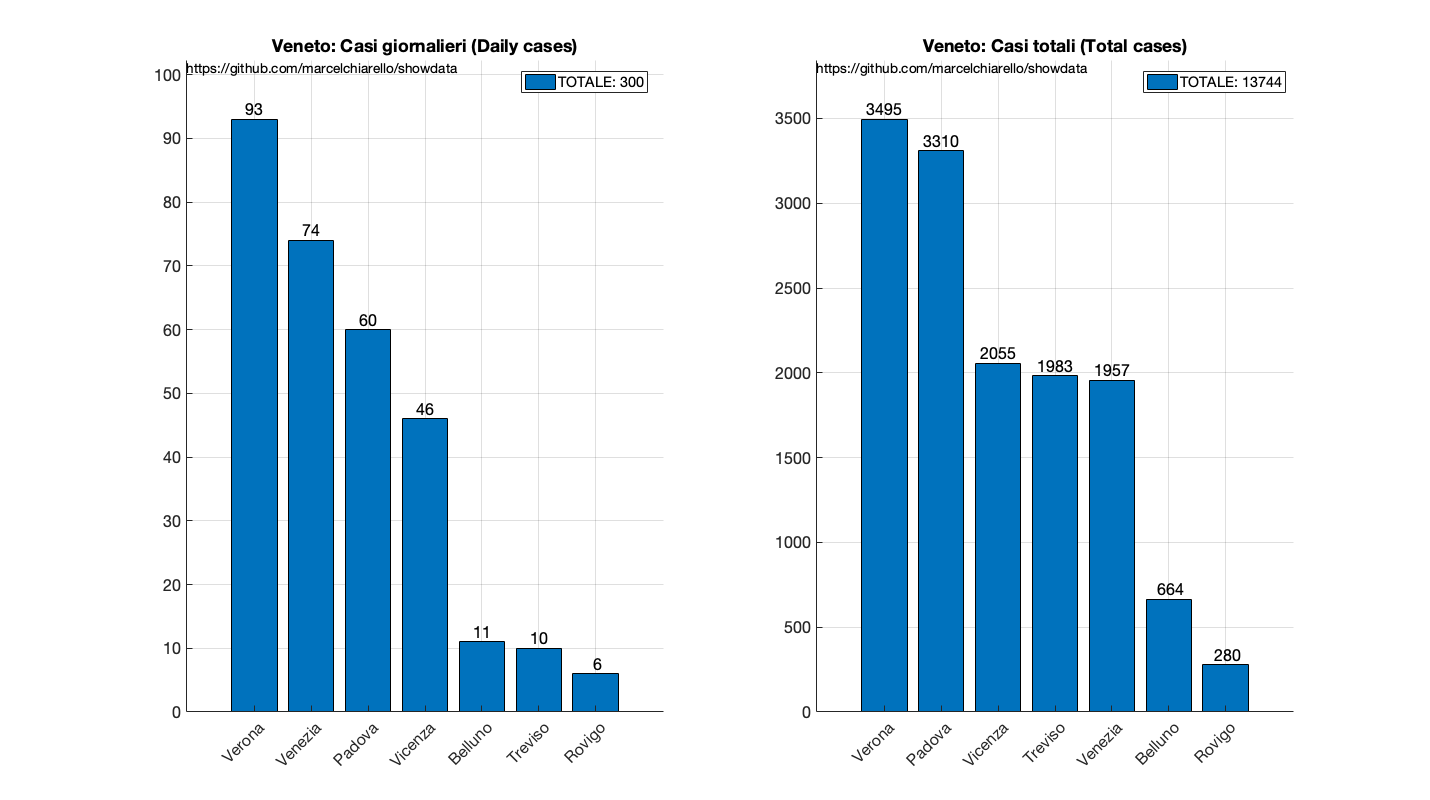 Veneto: Casi giornalieri (Daily cases)
https://github.com/marcelchiarello/showdata
TOTALE: 300
100
90
80
70
60
50
40
30
20
10
0
93
74
60
46
11
10
6
Verona
Venezia
Padova
Vicenza
Belluno
Treviso
Rovigo
Veneto: Casi totali (Total cases)
https://github.com/marcelchiarello/showdata
TOTALE: 13744
3500
3000
2500
2000
1500
1000
500
0
3495
3310
2055
1983
1957
664
280
Verona
Padova
Vicenza
Treviso
Venezia
Belluno
Rovigo